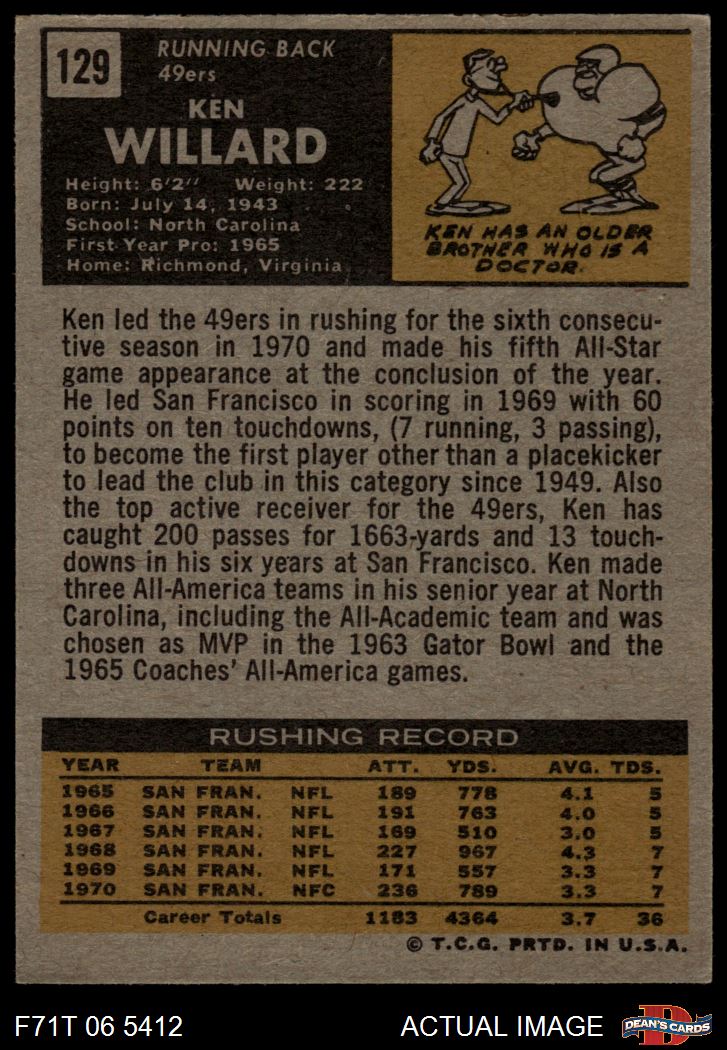 129
RUNNING BACK
49ers
KEN
WILLARD
Height: 6'2" Weight: 222
Born: July 14, 1943
School: North Carolina
First Year Pro: 1965
Home: Richmond, Virginia
KEN HAS AN OLDER
BROTHER WHO IS A
DOCTOR.
Ken led the 49ers in rushing for the sixth consecu-
tive season in 1970 and made his fifth All-Star
game appearance at the conclusion of the year.
He led San Francisco in scoring in 1969 with 60
points on ten touchdowns, (7 running, 3 passing),
to become the first player other than a placekicker
to lead the club in this category since 1949. Also
the top active receiver for the 49ers, Ken has
caught 200 passes for 1663-yards and 13 touch-
downs in his six years at San Francisco. Ken made
three All-America teams in his senior year at North
Carolina, including the All-Academic team and was
chosen as MVP in the 1963 Gator Bowl and the
1965 Coaches' All-America games.
RUSHING RECORD
YEAR TEAM ATT. YDS. AVG. TDS.
1965 SAN FRAN. NFL 189 778 4.1 5
1966 SAN FRAN. NFL 191 763 4.0 5
1967 SAN FRAN. NFL 169 510 3.0 5
1968 SAN FRAN. NFL 227 967 4.3 7
1969 SAN FRAN. NFL 171 557 3.3 7
1970 SAN FRAN. NFC 236 789 3.3 7
Career Totals 1183 4364 3.7 36
© T.C.G. PRTD. IN U.S.A.
F71T 06 5412 ACTUAL IMAGE D DEAN'S CARDS